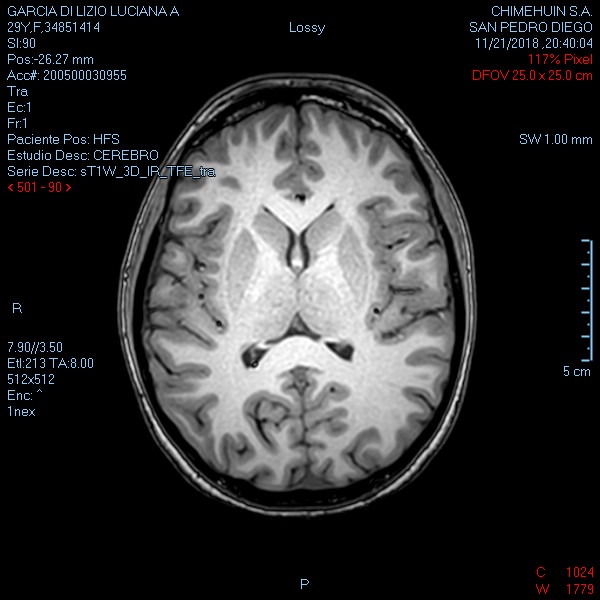 GARCIA DI LIZIO LUCIANA A
29Y,F,34851414
Sl:90
Pos:-26.27 mm
Acc#: 200500030955
Tra
Ec:1
Fr:1
Paciente Pos: HFS
Estudio Desc: CEREBRO
Serie Desc: sT1W_3D_IR_TFE_tra
< 501 - 90 >
Lossy
CHIMEHUIN S.A.
SAN PEDRO DIEGO
11/21/2018 ,20:40:04
117% Pixel
DFOV 25.0 x 25.0 cm
SW 1.00 mm
R
5 cm
7.90//3.50
Etl:213 TA:8.00
512x512
Enc: ^
1nex
P
C 1024
W 1779